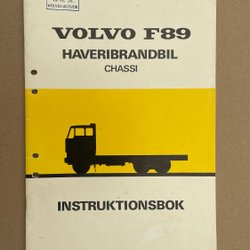 VOLVO F89
HAVERIBRANDBIL
CHASSI
INSTRUKTIONSBOK